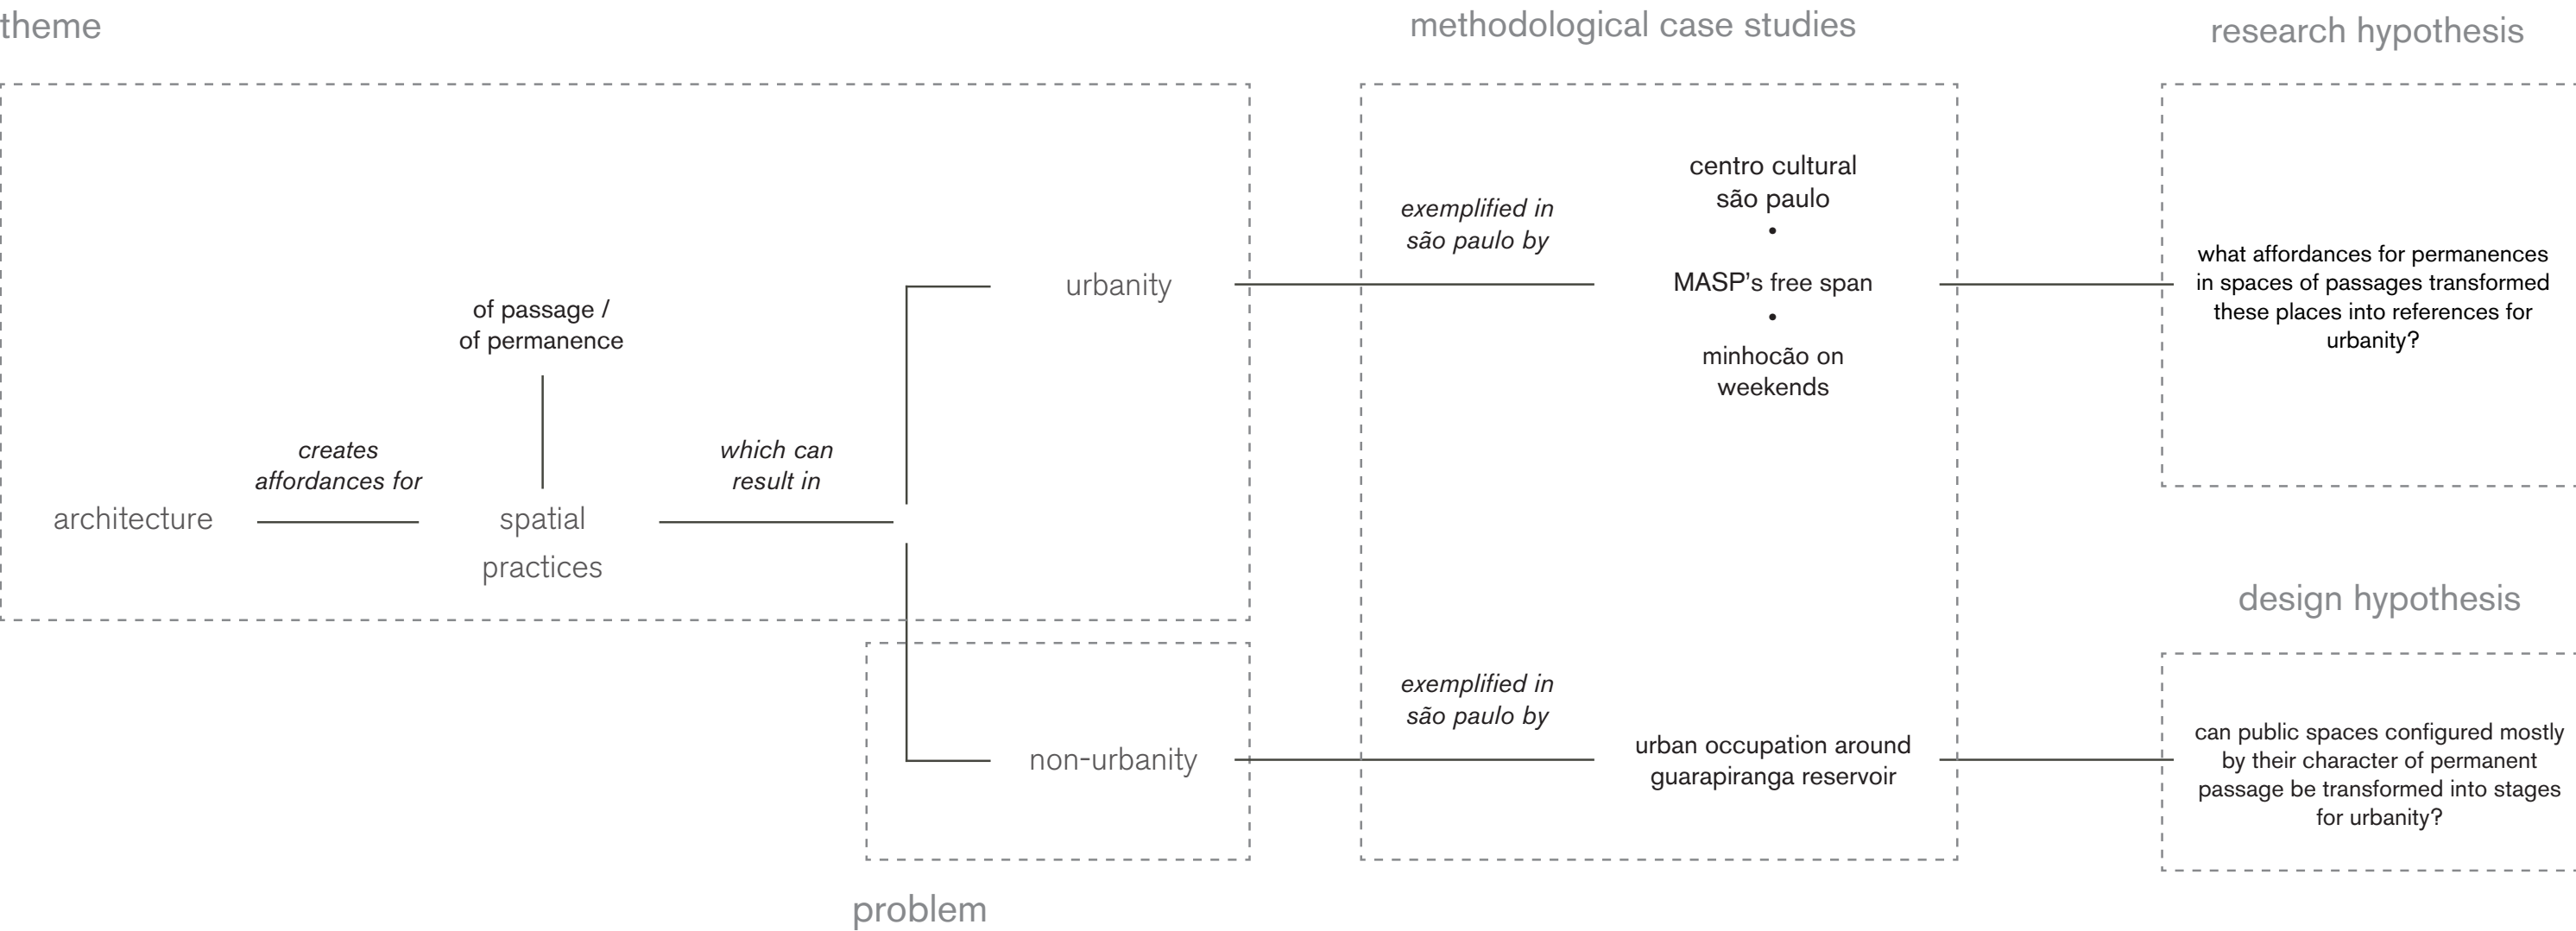 theme
methodological case studies
research hypothesis
centro cultural
são paulo
•
exemplified in
são paulo by
urbanity
MASP's free span
•
minhocão on
weekends
what affordances for permanences
in spaces of passages transformed
these places into references for
urbanity?
of passage /
of permanence
creates
affordances for
which can
result in
architecture
spatial
practices
design hypothesis
exemplified in
são paulo by
non-urbanity
urban occupation around
guarapiranga reservoir
can public spaces configured mostly
by their character of permanent
passage be transformed into stages
for urbanity?
problem